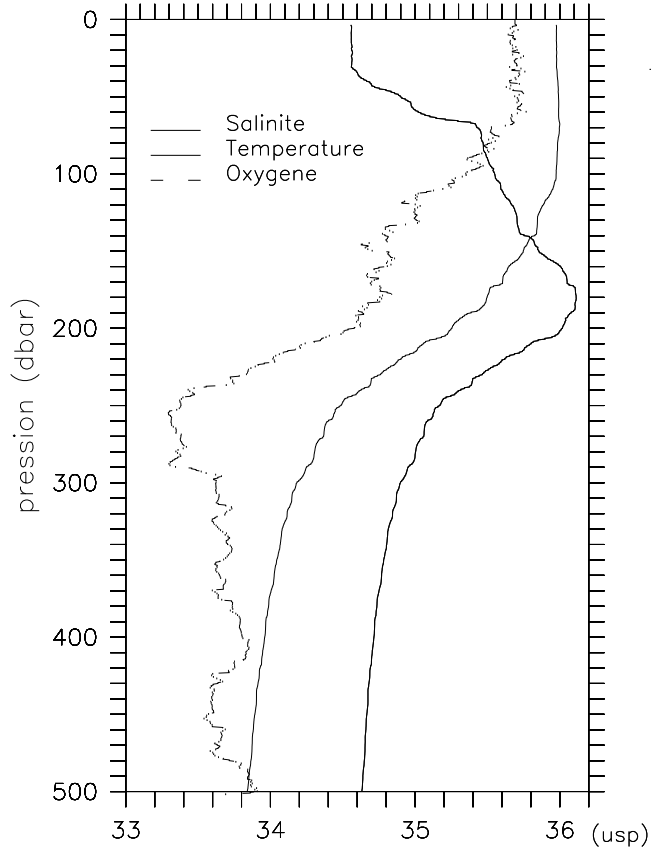 0
Salinite
Temperature
100
Oxygene
200
pression (dbar)
300
400
500
33 34 35 36 (usp)